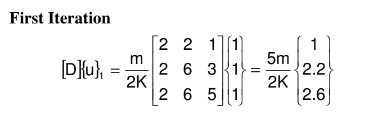 First Iteration
[D]{u}₁ = m/2K [2 2 1; 2 6 3; 2 6 5] {1; 1; 1} = 5m/2K {1; 2.2; 2.6}